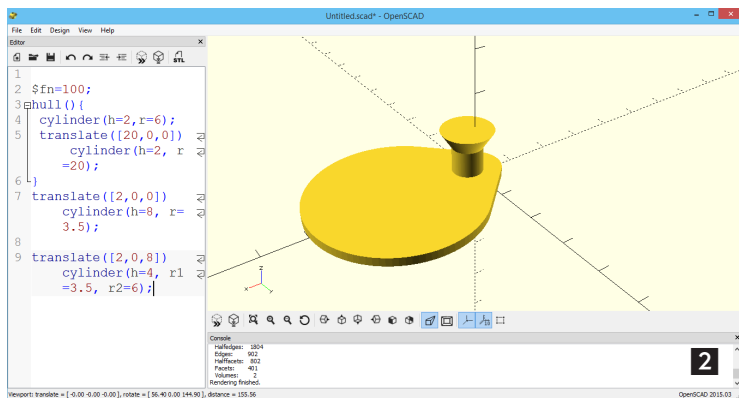 Untitled.scad* - OpenSCAD
File Edit Design View Help
Editor
STL
1
2 $fn=100;
3 hull(){
4 cylinder(h=2,r=6);
5 translate([20,0,0])
cylinder(h=2, r
=20);
6 }
7 translate([2,0,0])
cylinder(h=8, r=
3.5);
8
9 translate([2,0,8])
cylinder(h=4, r1
=3.5, r2=6);
z
x
y
Console
Halfedges: 1804
Edges: 902
Halffacets: 802
Facets: 401
Volumes: 2
Rendering finished.
2
Viewport: translate = [ -0.00 -0.00 -0.00 ], rotate = [ 56.40 0.00 144.90 ], distance = 155.56
OpenSCAD 2015.03